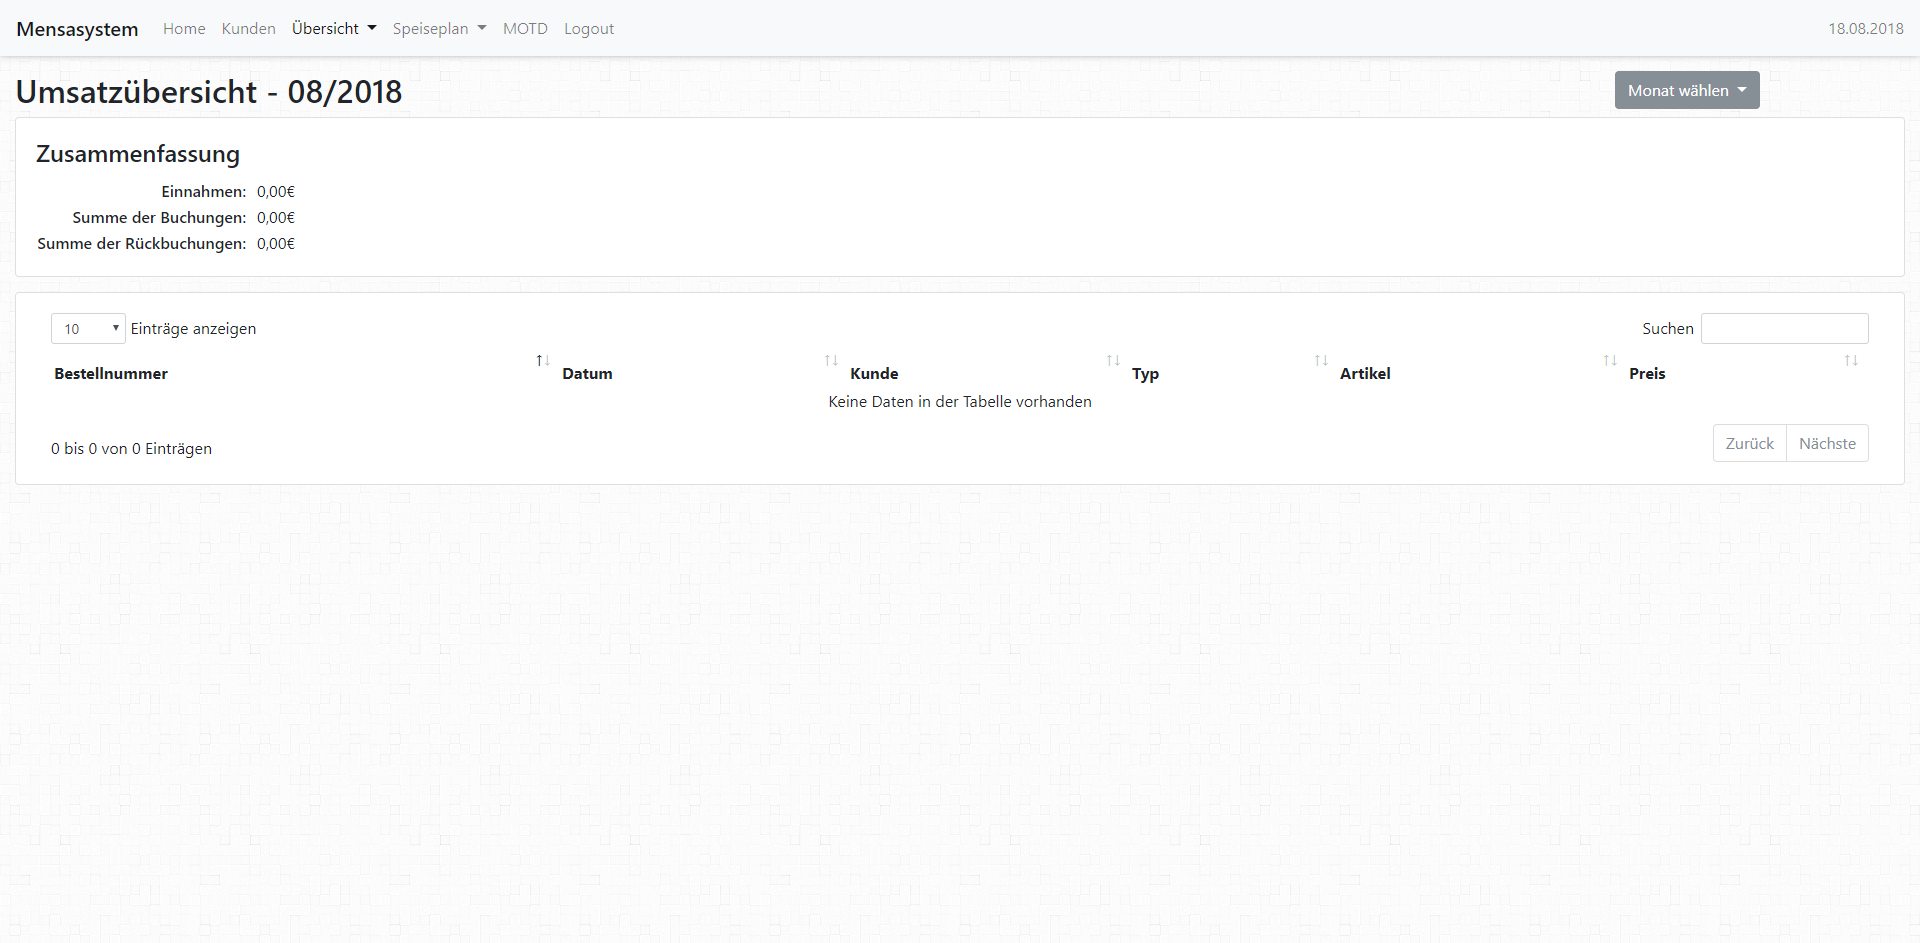 Mensasystem Home Kunden Übersicht Speiseplan MOTD Logout 18.08.2018
Umsatzübersicht - 08/2018 Monat wählen
Zusammenfassung
Einnahmen: 0,00€
Summe der Buchungen: 0,00€
Summe der Rückbuchungen: 0,00€
10 Einträge anzeigen Suchen
Bestellnummer Datum Kunde Typ Artikel Preis
Keine Daten in der Tabelle vorhanden
0 bis 0 von 0 Einträgen Zurück Nächste